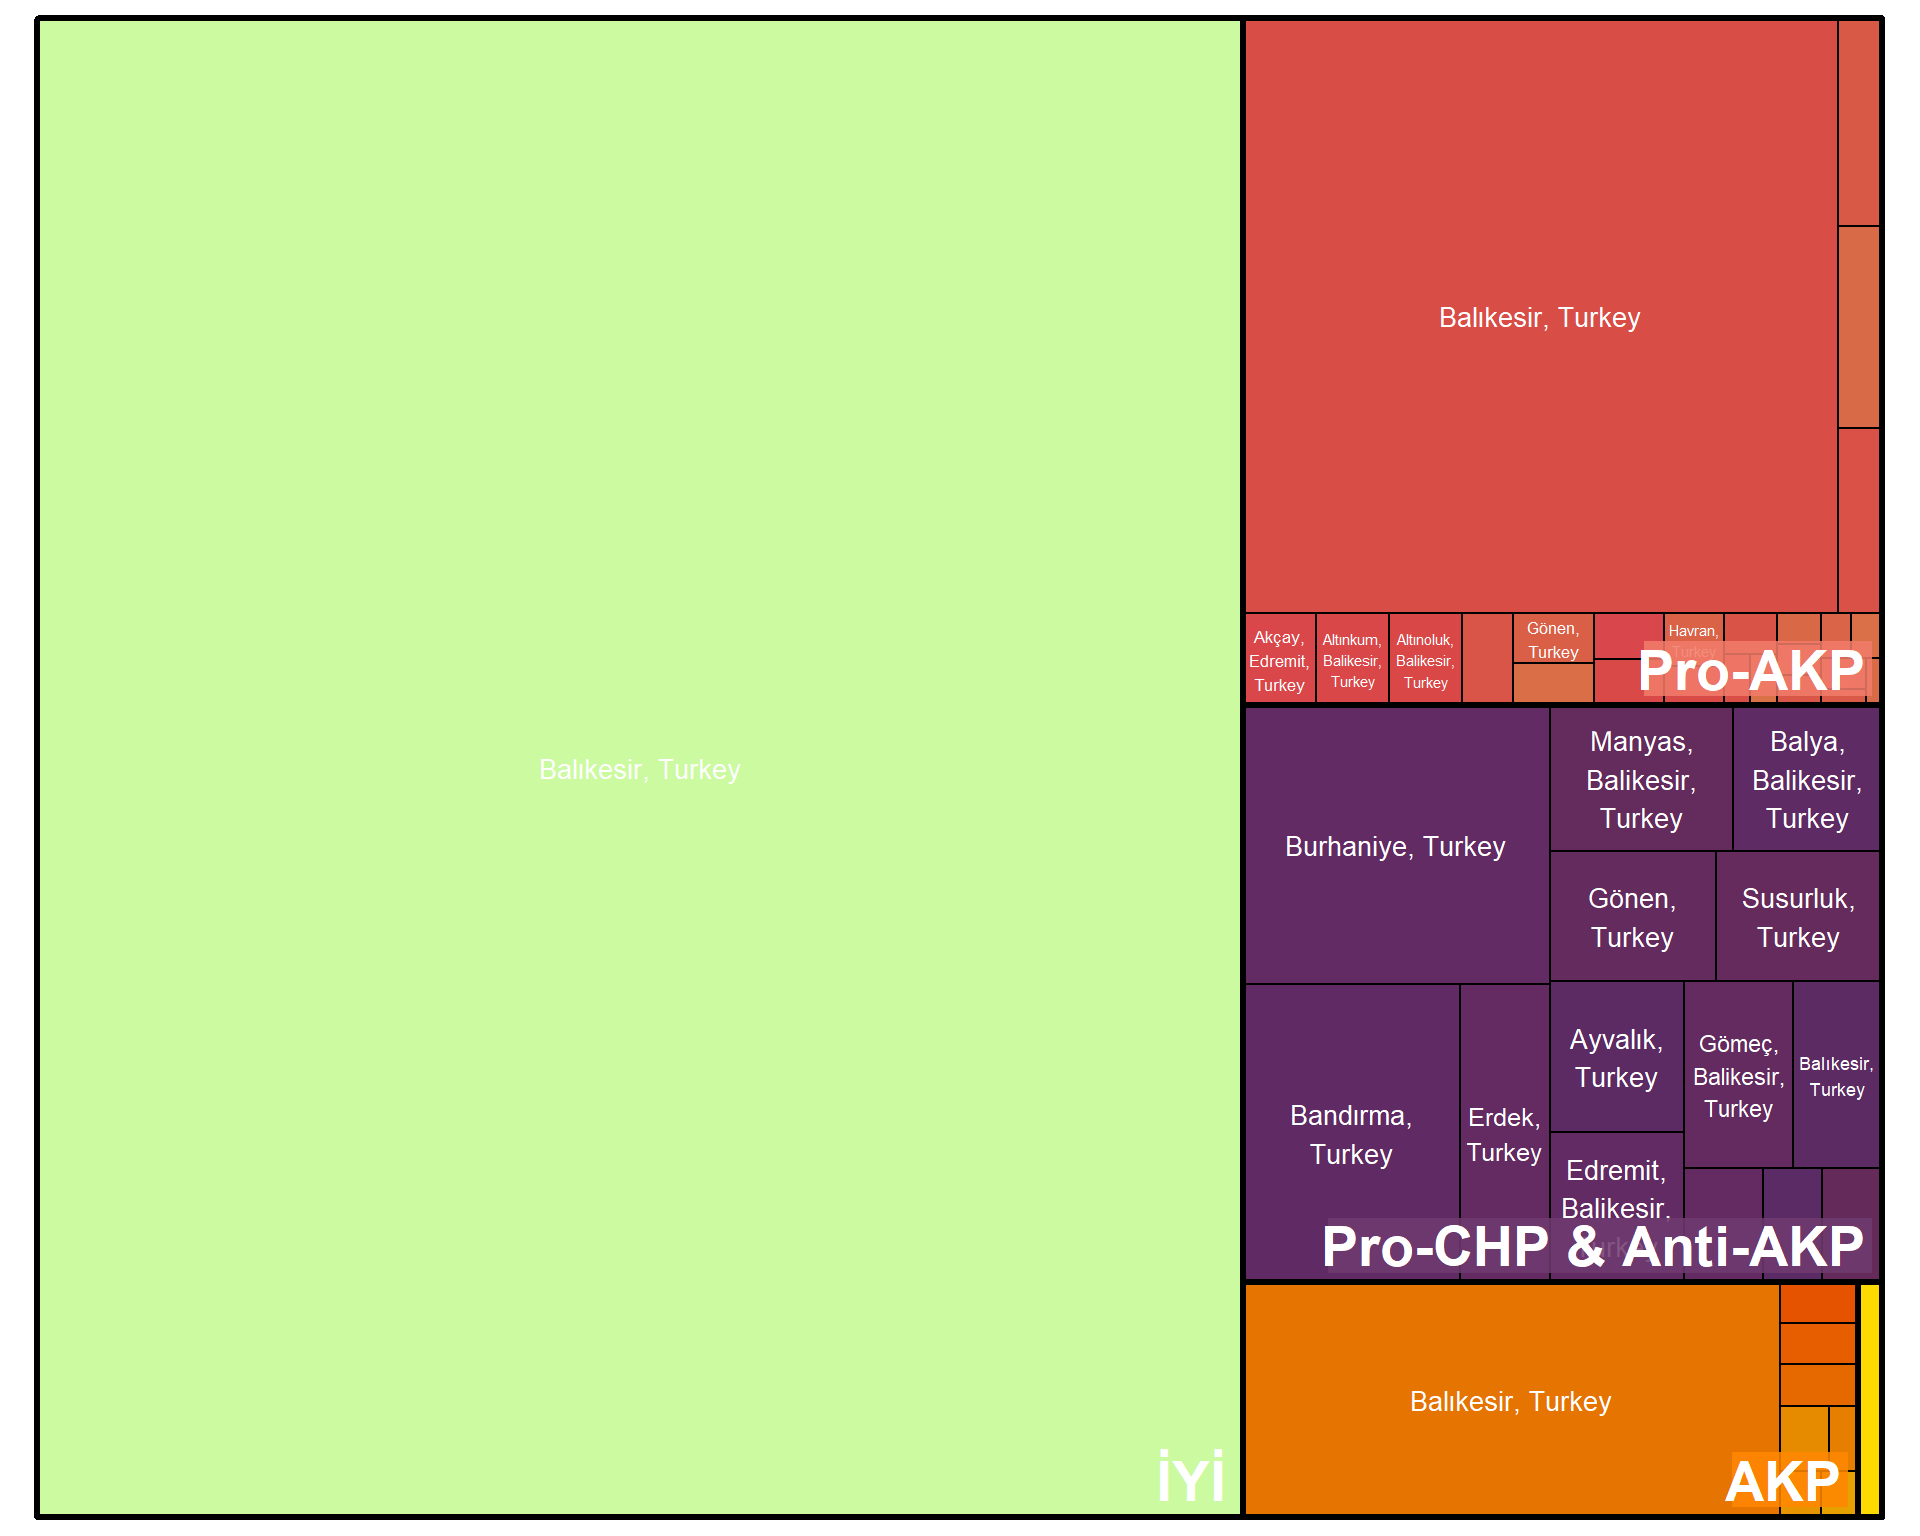 Balıkesir, Turkey
İYİ
Balıkesir, Turkey
Akçay,
Edremit,
Turkey
Altınkum,
Balikesir,
Turkey
Altınoluk,
Balikesir,
Turkey
Gönen,
Turkey
Havran,
Turkey
Pro-AKP
Burhaniye, Turkey
Manyas,
Balikesir,
Turkey
Balya,
Balikesir,
Turkey
Gönen,
Turkey
Susurluk,
Turkey
Bandırma,
Turkey
Erdek,
Turkey
Ayvalık,
Turkey
Gömeç,
Balikesir,
Turkey
Balıkesir,
Turkey
Edremit,
Balikesir,
Turkey
Pro-CHP & Anti-AKP
Balıkesir, Turkey
AKP